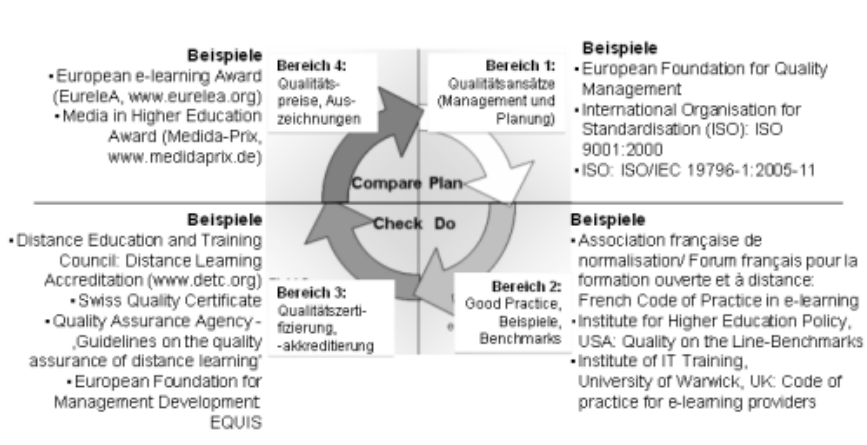 Beispiele
•European e-learning Award
(EureleA, www.eurelea.org)
•Media in Higher Education
Award (Medida-Prix,
www.medidaprix.de)
Bereich 4:
Qualitäts-
preise, Aus-
zeichnungen
Bereich 1:
Qualitätsansätze
(Management und
Planung)
Beispiele
•European Foundation for Quality
Management
•International Organisation for
Standardisation (ISO): ISO
9001:2000
•ISO: ISO/IEC 19796-1:2005-11
Compare Plan
Check Do
Beispiele
•Distance Education and Training
Council: Distance Learning
Accreditation (www.detc.org)
•Swiss Quality Certificate
•Quality Assurance Agency-
‚Guidelines on the quality
assurance of distance learning'
•European Foundation for
Management Development
EQUIS
Bereich 3:
Qualitätszerti-
fizierung,
-akkreditierung
Bereich 2:
Good Practice,
Beispiele,
Benchmarks
Beispiele
•Association française de
normalisation/ Forum français pour la
formation ouverte et à distance:
French Code of Practice in e-learning
•Institute for Higher Education Policy,
USA: Quality on the Line-Benchmarks
•Institute of IT Training,
University of Warwick, UK: Code of
practice for e-learning providers